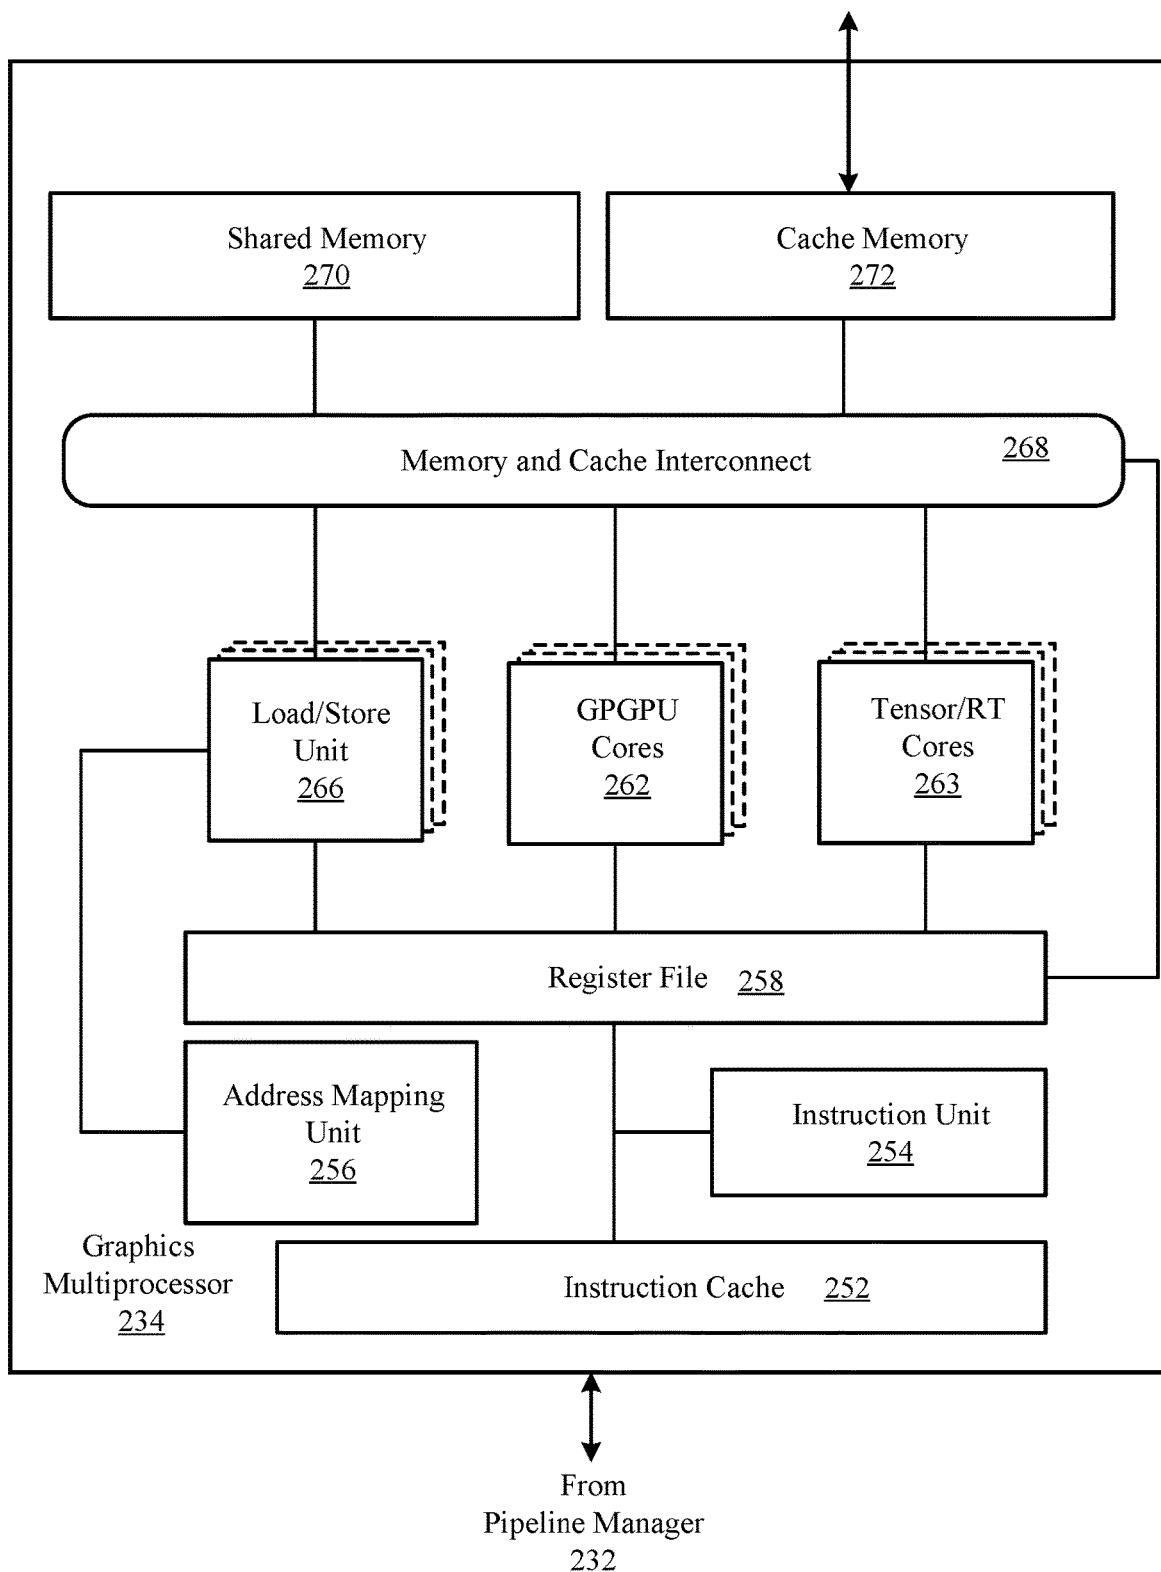 Shared Memory
270
Cache Memory
272
Memory and Cache Interconnect 268
Load/Store
Unit
266
GPGPU
Cores
262
Tensor/RT
Cores
263
Register File 258
Address Mapping
Unit
256
Instruction Unit
254
Graphics
Multiprocessor
234
Instruction Cache 252
From
Pipeline Manager
232